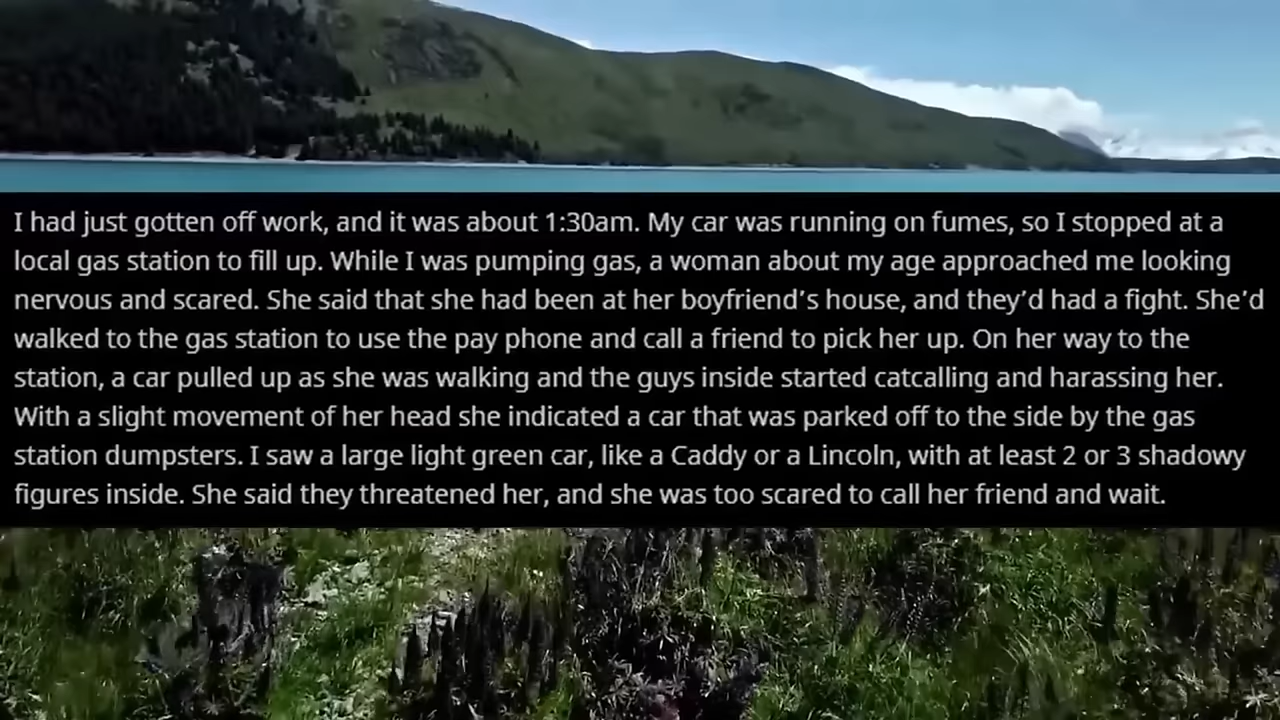 I had just gotten off work, and it was about 1:30am. My car was running on fumes, so I stopped at a
local gas station to fill up. While I was pumping gas, a woman about my age approached me looking
nervous and scared. She said that she had been at her boyfriend’s house, and they’d had a fight. She’d
walked to the gas station to use the pay phone and call a friend to pick her up. On her way to the
station, a car pulled up as she was walking and the guys inside started catcalling and harassing her.
With a slight movement of her head she indicated a car that was parked off to the side by the gas
station dumpsters. I saw a large light green car, like a Caddy or a Lincoln, with at least 2 or 3 shadowy
figures inside. She said they threatened her, and she was too scared to call her friend and wait.